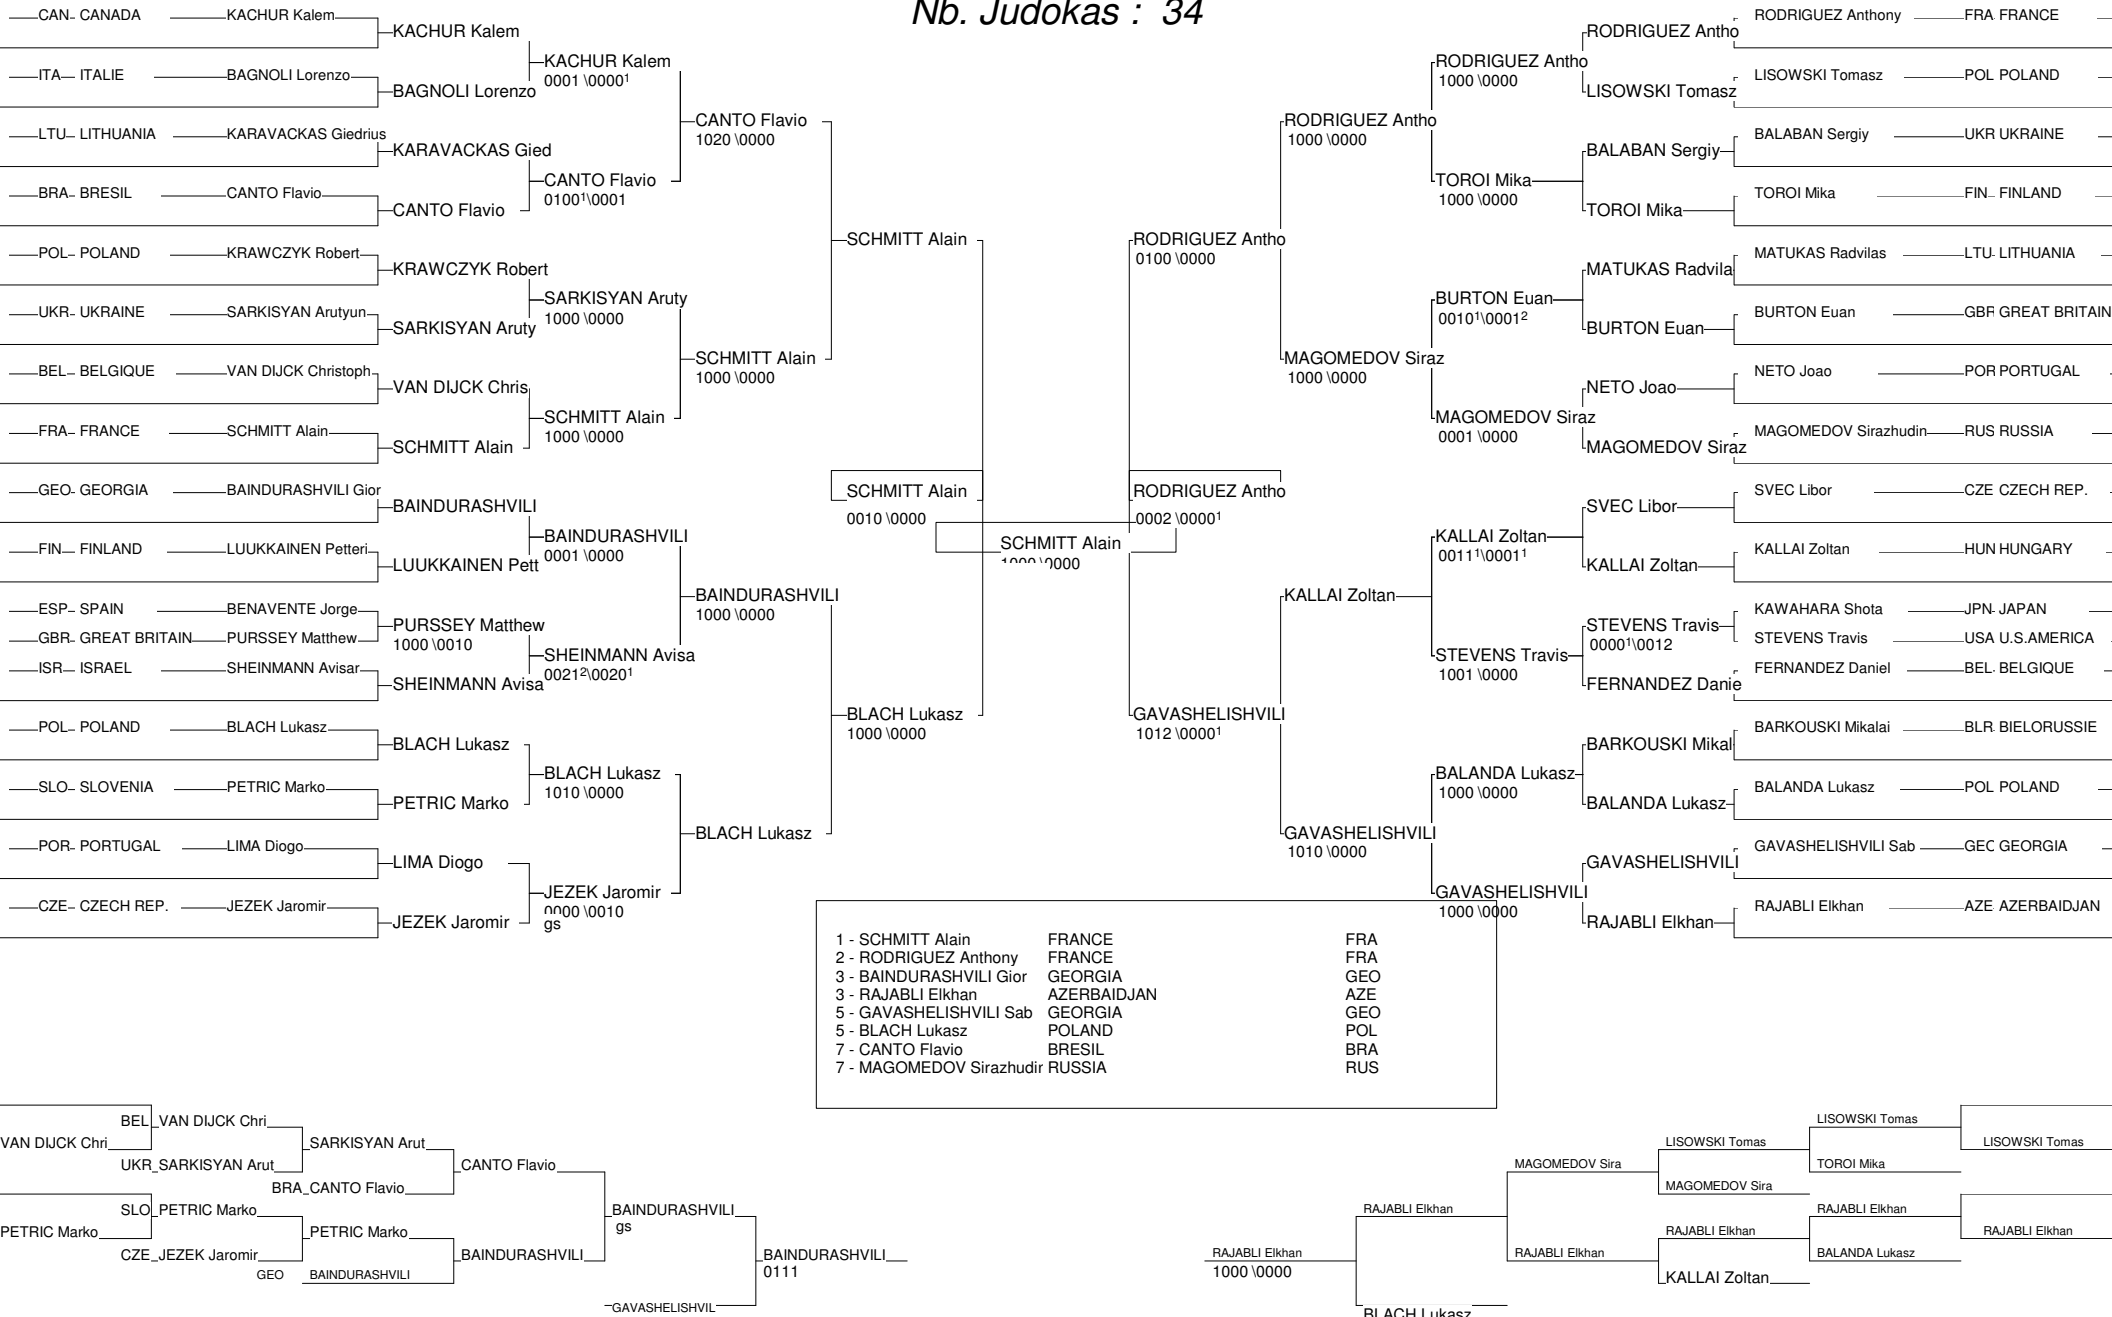 Nb. Judokas : 34
CAN CANADA KACHUR Kalem
ITA ITALIE BAGNOLI Lorenzo
LTU LITHUANIA KARAVACKAS Giedrius
BRA BRESIL CANTO Flavio
POL POLAND KRAWCZYK Robert
UKR UKRAINE SARKISYAN Arutyun
BEL BELGIQUE VAN DIJCK Christoph
FRA FRANCE SCHMITT Alain
GEO GEORGIA BAINDURASHVILI Gior
FIN FINLAND LUUKKAINEN Petteri
ESP SPAIN BENAVENTE Jorge
GBR GREAT BRITAIN PURSSEY Matthew
ISR ISRAEL SHEINMANN Avisar
POL POLAND BLACH Lukasz
SLO SLOVENIA PETRIC Marko
POR PORTUGAL LIMA Diogo
CZE CZECH REP. JEZEK Jaromir
KACHUR Kalem
BAGNOLI Lorenzo
KARAVACKAS Gied
CANTO Flavio
KRAWCZYK Robert
SARKISYAN Aruty
VAN DIJCK Chris
SCHMITT Alain
BAINDURASHVILI
LUUKKAINEN Pett
PURSSEY Matthew
1000 \0010
SHEINMANN Avisa
BLACH Lukasz
PETRIC Marko
LIMA Diogo
JEZEK Jaromir
KACHUR Kalem
0001 \0000¹
CANTO Flavio
0100¹\0001
SARKISYAN Aruty
1000 \0000
SCHMITT Alain
1000 \0000
BAINDURASHVILI
0001 \0000
SHEINMANN Avisa
0021²\0020¹
BLACH Lukasz
1010 \0000
JEZEK Jaromir
0000 \0010
gs
CANTO Flavio
1020 \0000
SCHMITT Alain
1000 \0000
BAINDURASHVILI
1000 \0000
BLACH Lukasz
SCHMITT Alain
BLACH Lukasz
1000 \0000
SCHMITT Alain
0010 \0000
SCHMITT Alain
1000 \0000
RODRIGUEZ Antho
0002 \0000¹
RODRIGUEZ Antho
0100 \0000
GAVASHELISHVILI
1012 \0000¹
RODRIGUEZ Antho
1000 \0000
MAGOMEDOV Siraz
1000 \0000
KALLAI Zoltan
GAVASHELISHVILI
1010 \0000
RODRIGUEZ Antho
1000 \0000
TOROI Mika
1000 \0000
BURTON Euan
0010¹\0001²
MAGOMEDOV Siraz
0001 \0000
KALLAI Zoltan
0011¹\0001¹
STEVENS Travis
1001 \0000
BALANDA Lukasz
1000 \0000
GAVASHELISHVILI
1000 \0000
RODRIGUEZ Antho
LISOWSKI Tomasz
BALABAN Sergiy
TOROI Mika
MATUKAS Radvila
BURTON Euan
NETO Joao
MAGOMEDOV Siraz
SVEC Libor
KALLAI Zoltan
STEVENS Travis
0000¹\0012
FERNANDEZ Danie
BARKOUSKI Mikal
BALANDA Lukasz
GAVASHELISHVILI
RAJABLI Elkhan
RODRIGUEZ Anthony FRA FRANCE
LISOWSKI Tomasz POL POLAND
BALABAN Sergiy UKR UKRAINE
TOROI Mika FIN FINLAND
MATUKAS Radvilas LTU LITHUANIA
BURTON Euan GBR GREAT BRITAIN
NETO Joao POR PORTUGAL
MAGOMEDOV Sirazhudin RUS RUSSIA
SVEC Libor CZE CZECH REP.
KALLAI Zoltan HUN HUNGARY
KAWAHARA Shota JPN JAPAN
STEVENS Travis USA U.S.AMERICA
FERNANDEZ Daniel BEL BELGIQUE
BARKOUSKI Mikalai BLR BIELORUSSIE
BALANDA Lukasz POL POLAND
GAVASHELISHVILI Sab GEO GEORGIA
RAJABLI Elkhan AZE AZERBAIDJAN
1 - SCHMITT Alain FRANCE FRA
2 - RODRIGUEZ Anthony FRANCE FRA
3 - BAINDURASHVILI Gior GEORGIA GEO
3 - RAJABLI Elkhan AZERBAIDJAN AZE
5 - GAVASHELISHVILI Sab GEORGIA GEO
5 - BLACH Lukasz POLAND POL
7 - CANTO Flavio BRESIL BRA
7 - MAGOMEDOV Sirazhudir RUSSIA RUS
VAN DIJCK Chri
PETRIC Marko
BEL VAN DIJCK Chri
UKR SARKISYAN Arut
SLO PETRIC Marko
CZE JEZEK Jaromir
SARKISYAN Arut
BRA CANTO Flavio
PETRIC Marko
GEO BAINDURASHVILI
CANTO Flavio
BAINDURASHVILI
BAINDURASHVILI
gs
GAVASHELISHVIL
BAINDURASHVILI
0111
RAJABLI Elkhan
1000 \0000
RAJABLI Elkhan
BLACH Lukasz
MAGOMEDOV Sira
RAJABLI Elkhan
LISOWSKI Tomas
MAGOMEDOV Sira
RAJABLI Elkhan
KALLAI Zoltan
LISOWSKI Tomas
TOROI Mika
RAJABLI Elkhan
BALANDA Lukasz
LISOWSKI Tomas
RAJABLI Elkhan